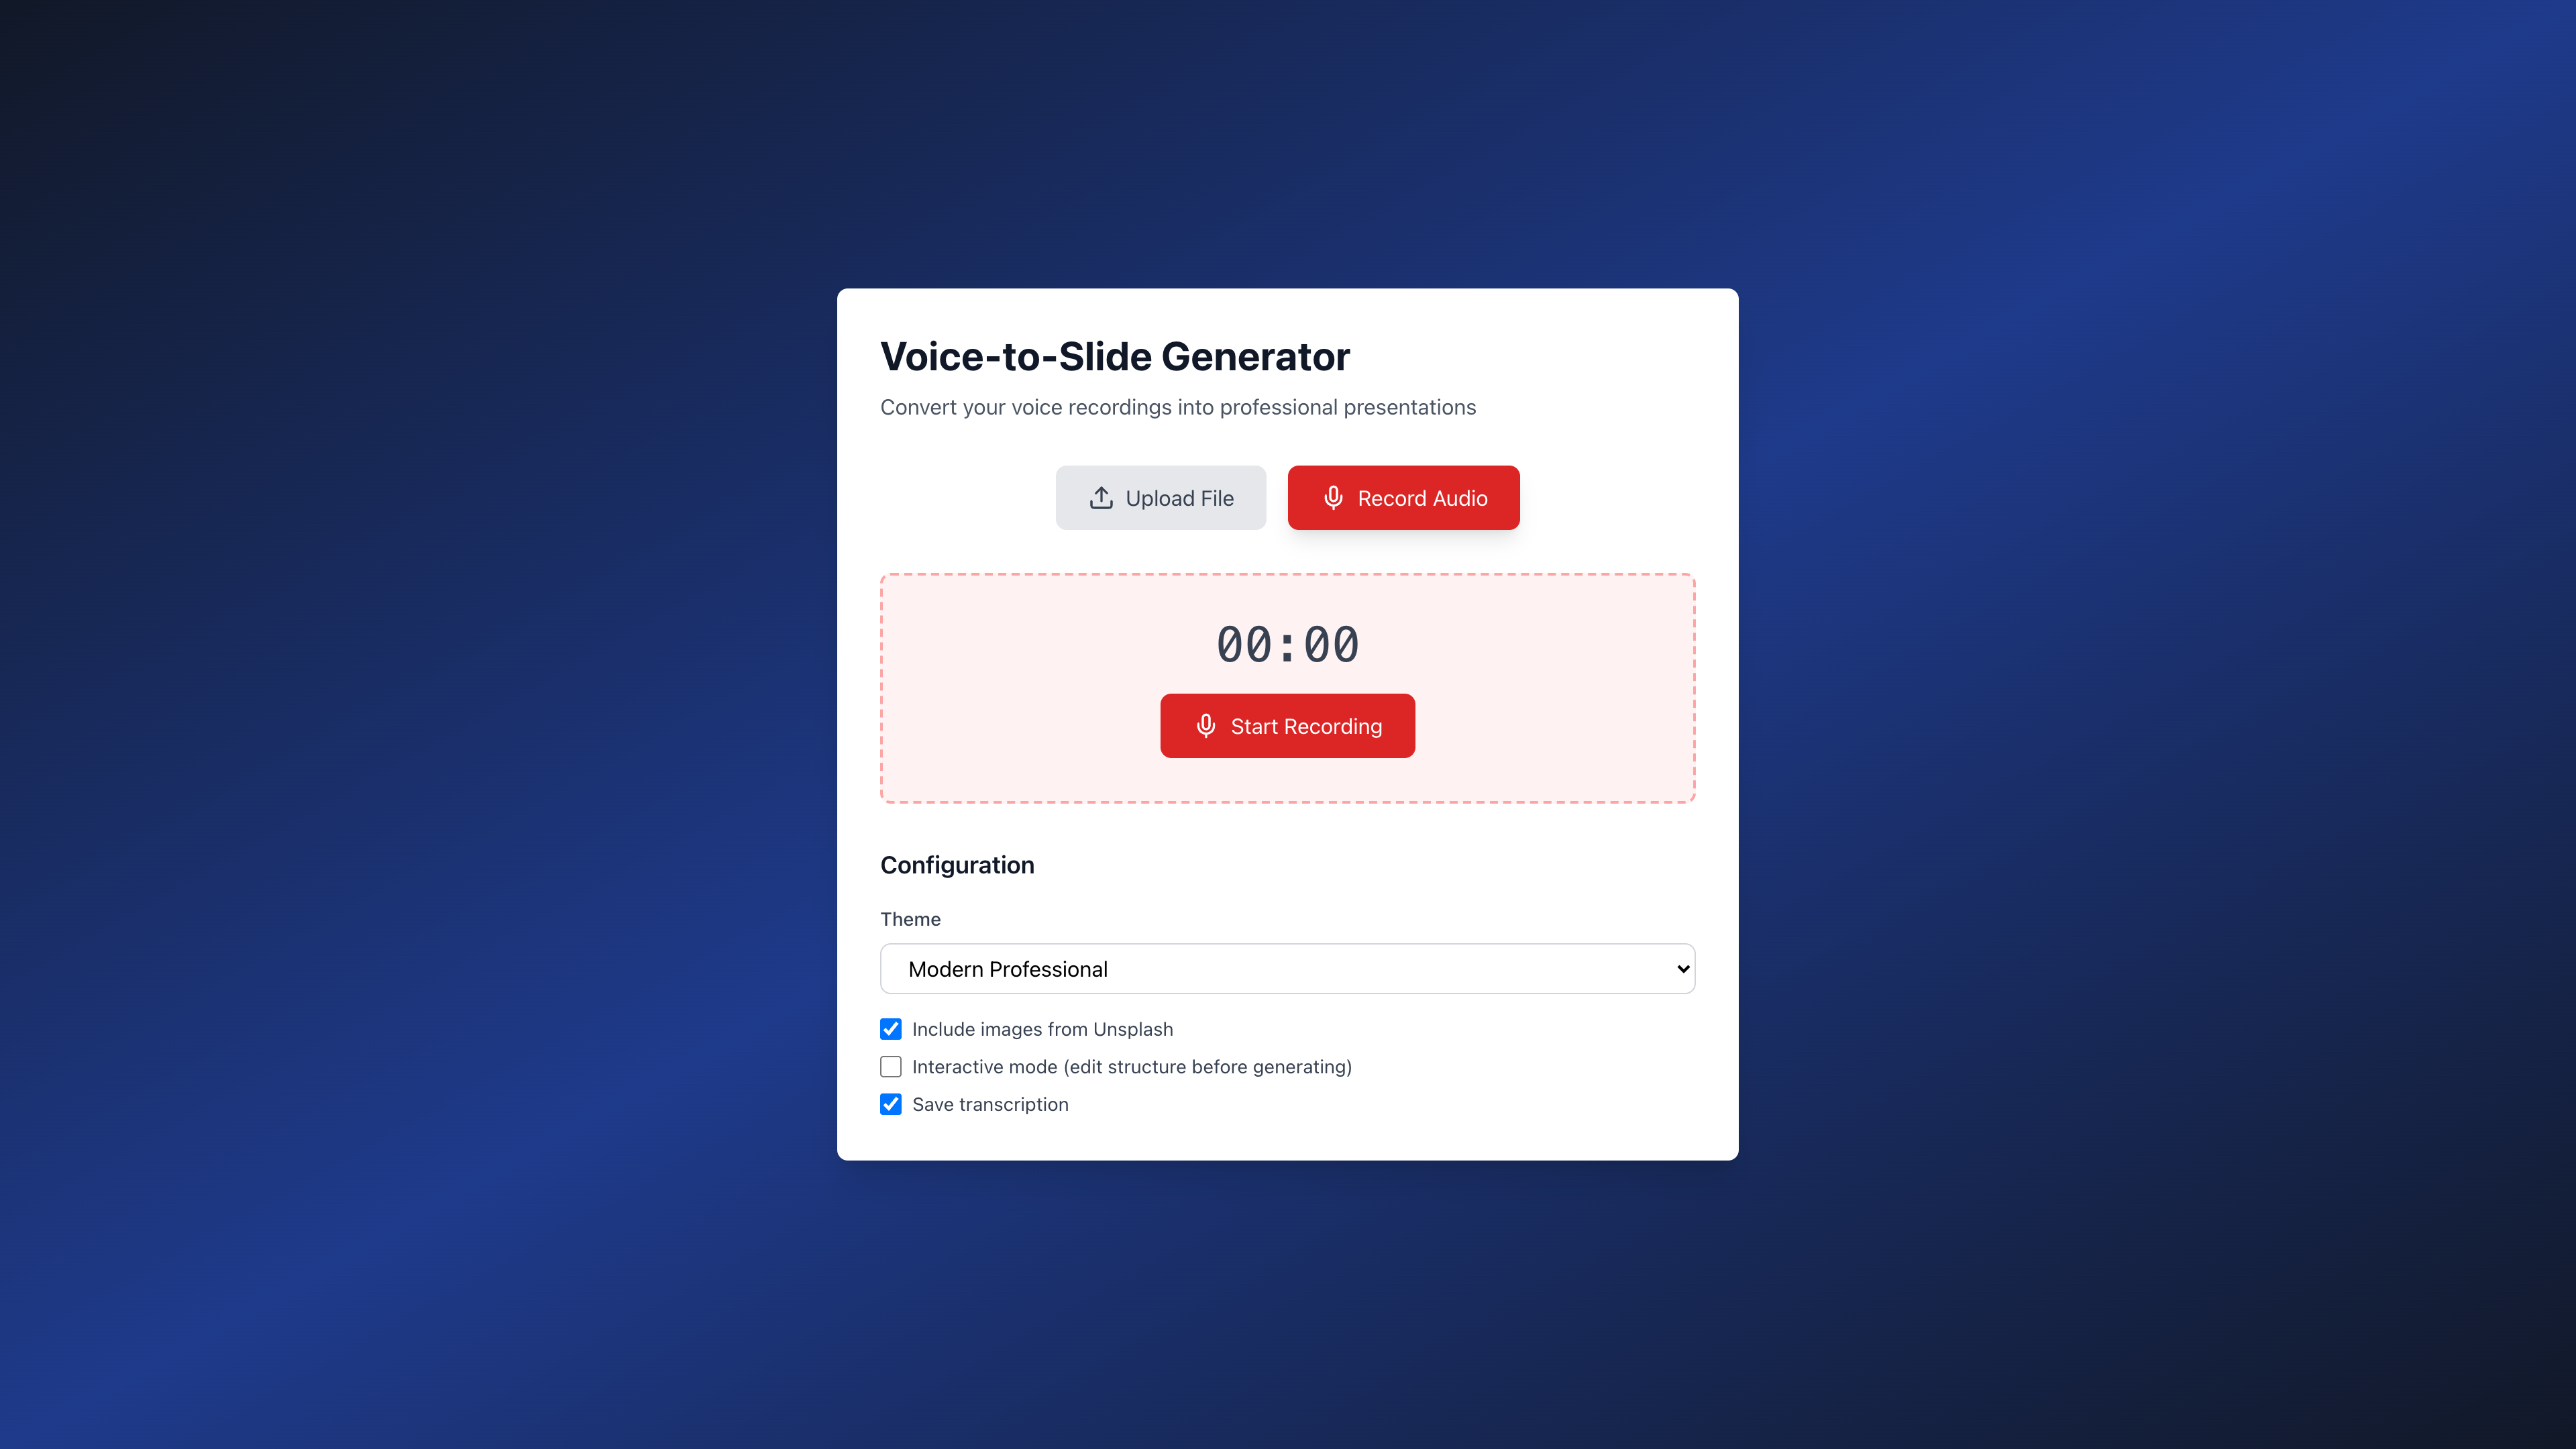 Voice-to-Slide Generator
Convert your voice recordings into professional presentations
Upload File Record Audio
00:00
Start Recording
Configuration
Theme
Modern Professional
Include images from Unsplash
Interactive mode (edit structure before generating)
Save transcription